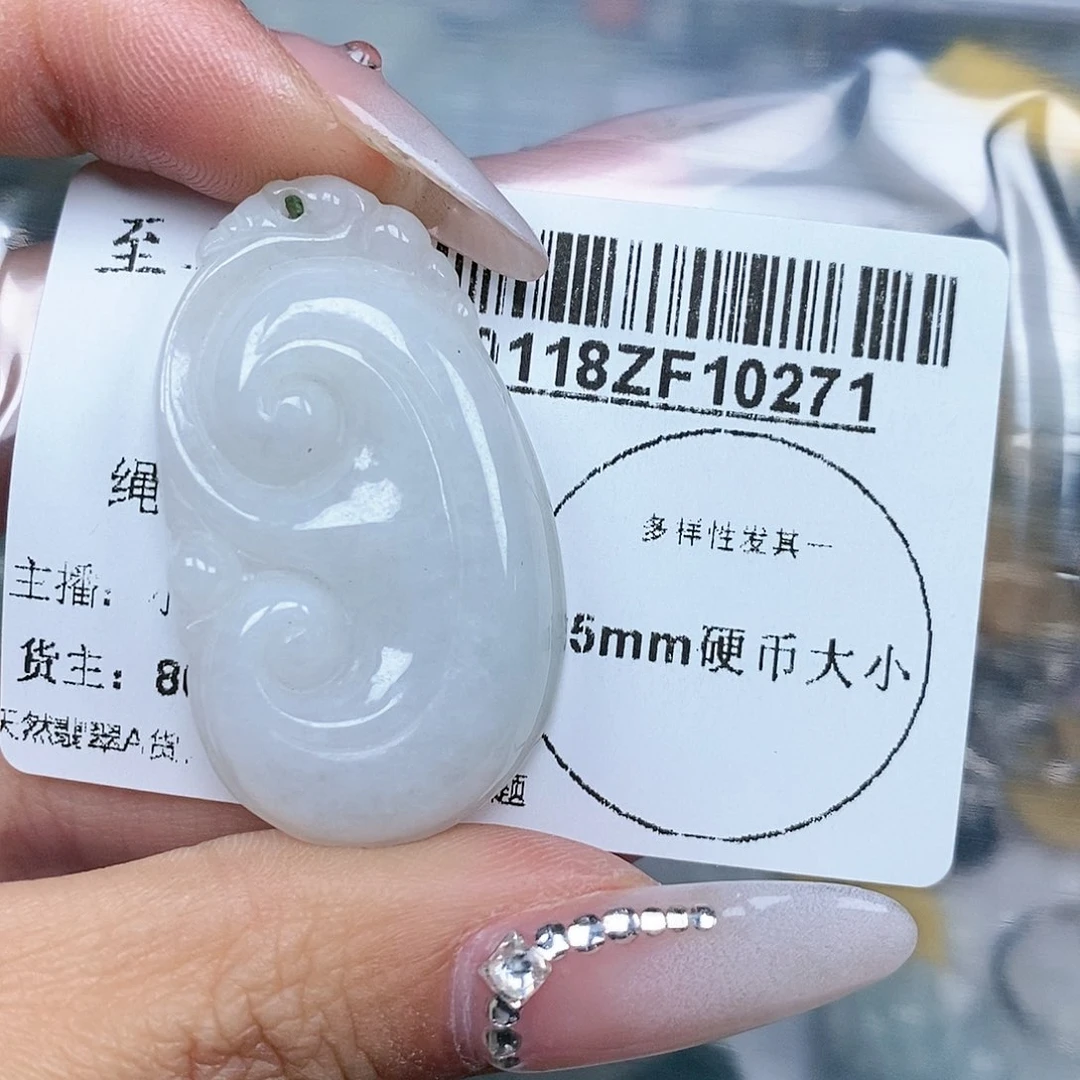 至
118ZF10271
绳
多样性发其一
主播:
5mm硬币大小
货主: 8
天然翡翠A货
题